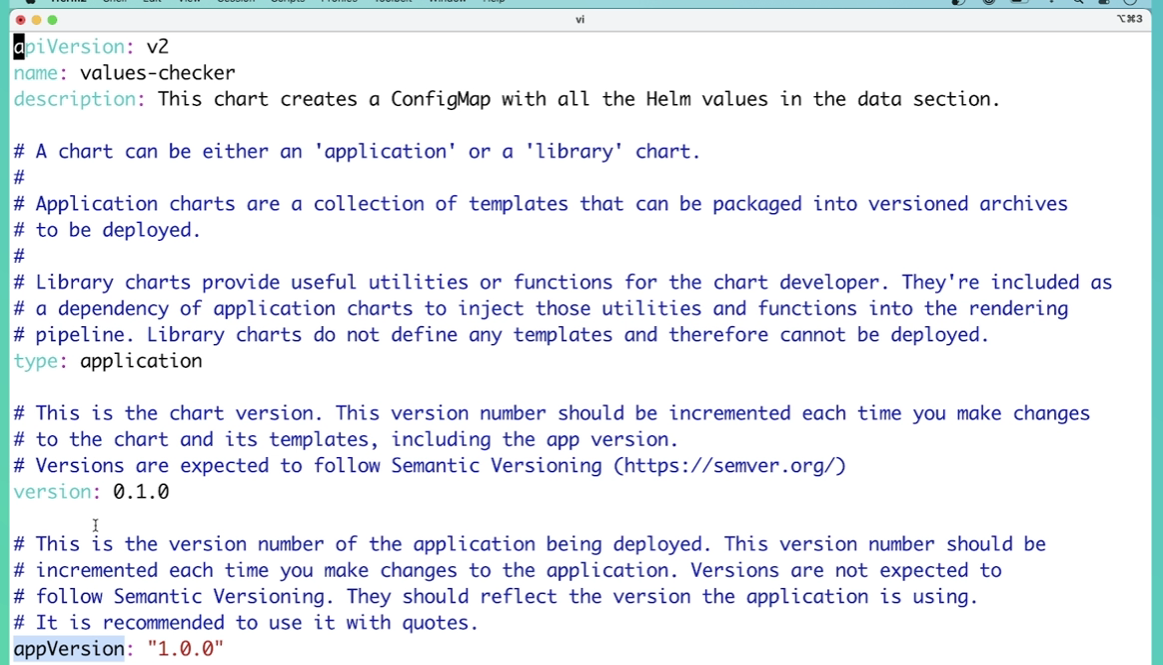 vi
⌥⌘3
apiVersion: v2
name: values-checker
description: This chart creates a ConfigMap with all the Helm values in the data section.
# A chart can be either an 'application' or a 'library' chart.
#
# Application charts are a collection of templates that can be packaged into versioned archives
# to be deployed.
#
# Library charts provide useful utilities or functions for the chart developer. They're included as
# a dependency of application charts to inject those utilities and functions into the rendering
# pipeline. Library charts do not define any templates and therefore cannot be deployed.
type: application
# This is the chart version. This version number should be incremented each time you make changes
# to the chart and its templates, including the app version.
# Versions are expected to follow Semantic Versioning (https://semver.org/)
version: 0.1.0
# This is the version number of the application being deployed. This version number should be
# incremented each time you make changes to the application. Versions are not expected to
# follow Semantic Versioning. They should reflect the version the application is using.
# It is recommended to use it with quotes.
appVersion: "1.0.0"